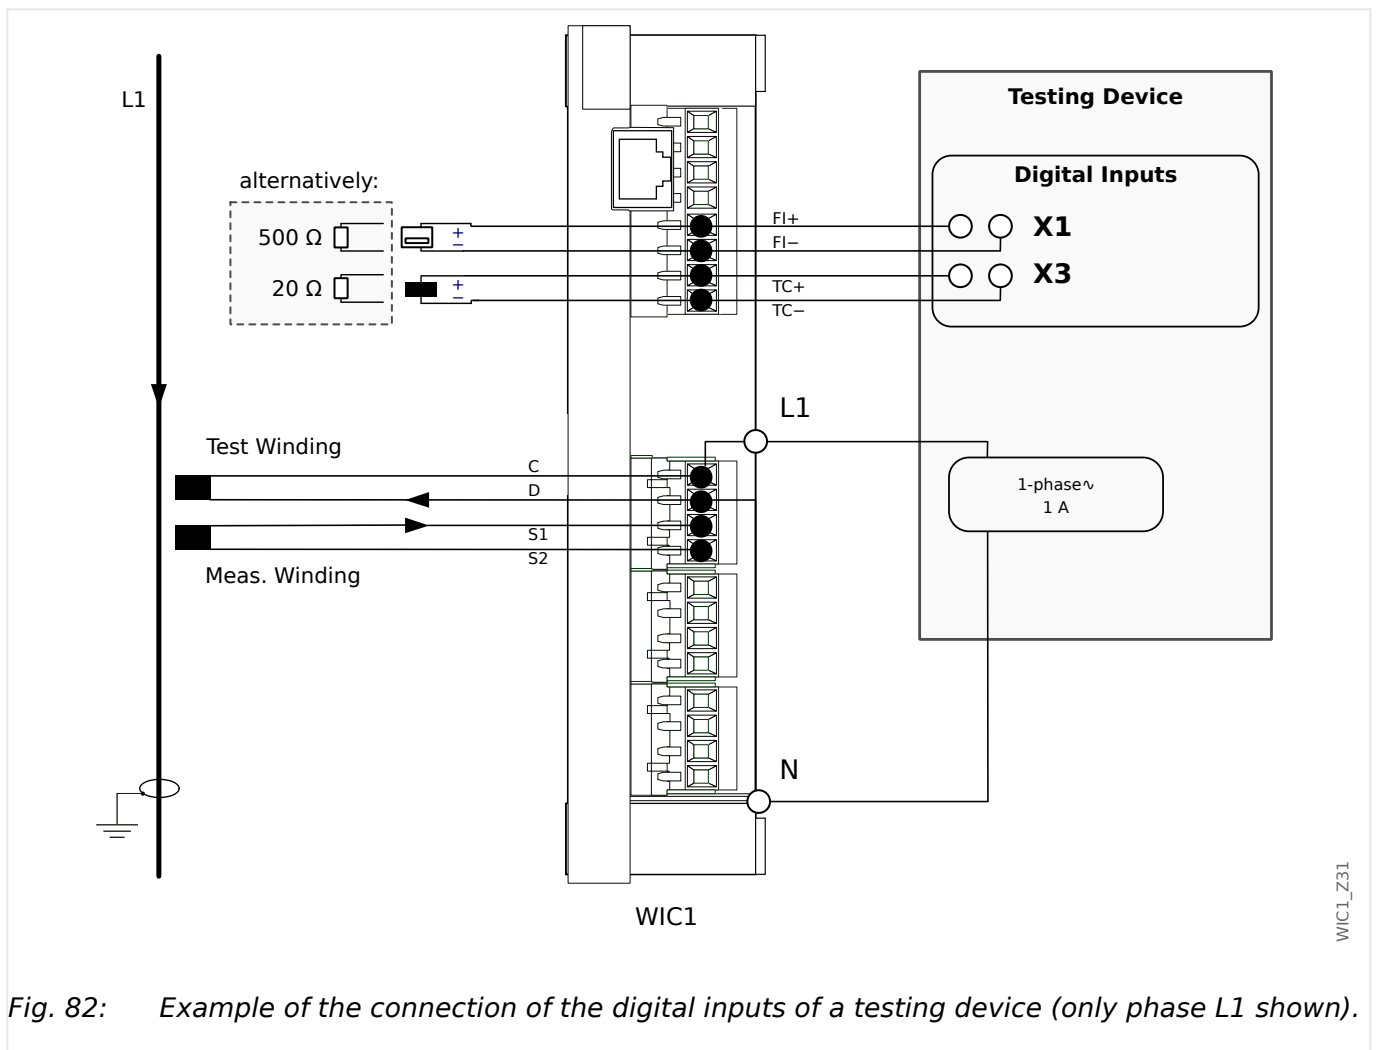 L1
Testing Device
Digital Inputs
alternatively:
500 Ω
+
−
FI+
FI−
X1
20 Ω
+
−
TC+
TC−
X3
L1
Test Winding
C
D
S1
S2
Meas. Winding
1-phase∿
1 A
N
WIC1
WIC1_Z31
Fig. 82: Example of the connection of the digital inputs of a testing device (only phase L1 shown).